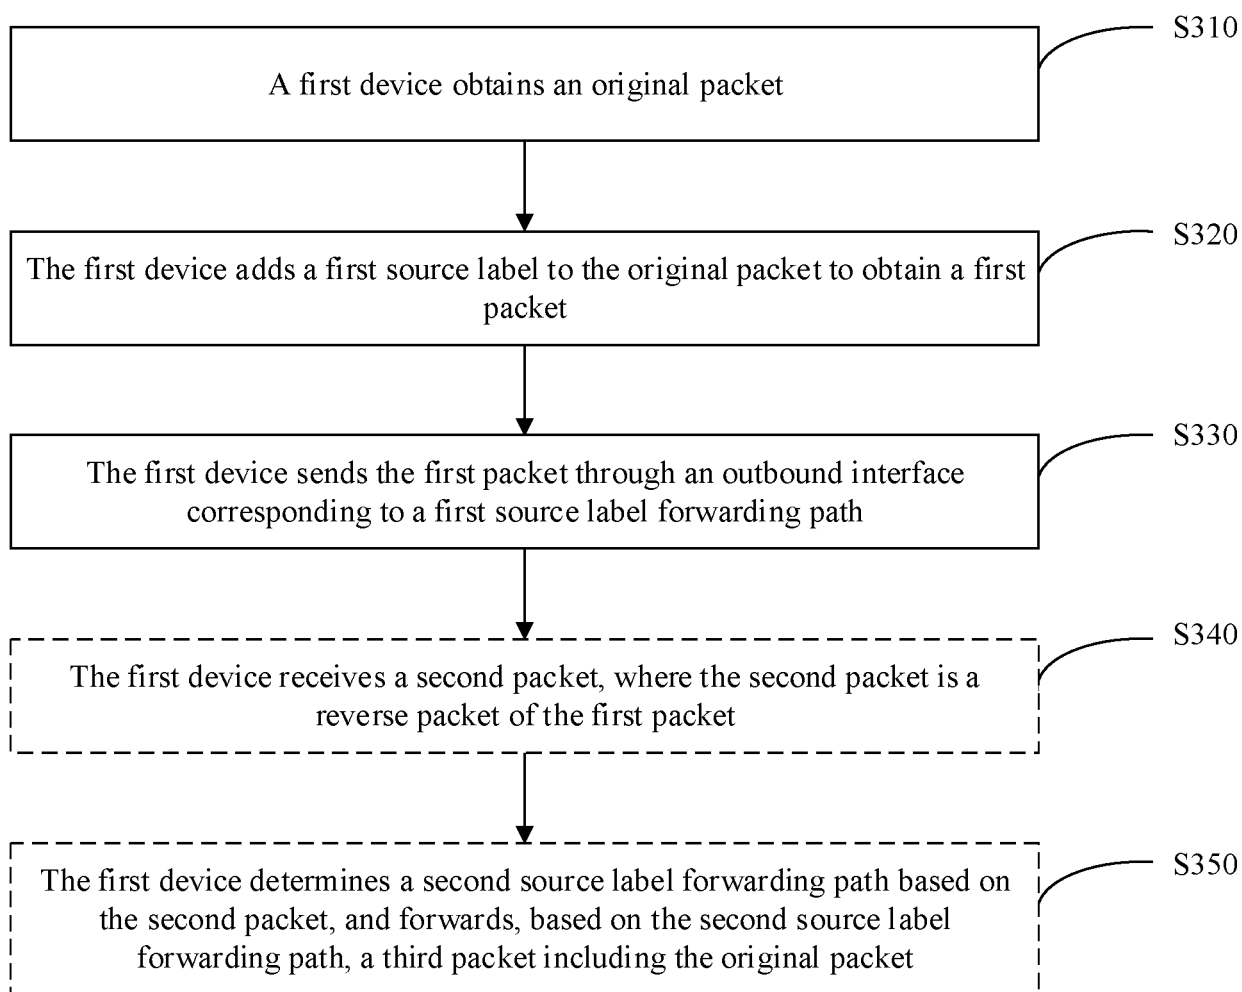 S310
A first device obtains an original packet
S320
The first device adds a first source label to the original packet to obtain a first
packet
S330
The first device sends the first packet through an outbound interface
corresponding to a first source label forwarding path
S340
The first device receives a second packet, where the second packet is a
reverse packet of the first packet
S350
The first device determines a second source label forwarding path based on
the second packet, and forwards, based on the second source label
forwarding path, a third packet including the original packet